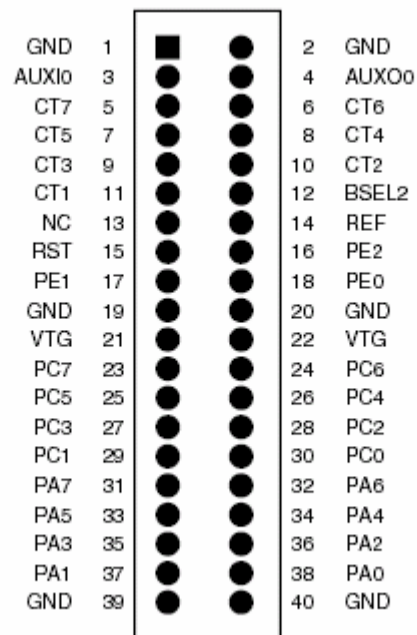 GND 1 2 GND
AUXI0 3 4 AUXO0
CT7 5 6 CT6
CT5 7 8 CT4
CT3 9 10 CT2
CT1 11 12 BSEL2
NC 13 14 REF
RST 15 16 PE2
PE1 17 18 PE0
GND 19 20 GND
VTG 21 22 VTG
PC7 23 24 PC6
PC5 25 26 PC4
PC3 27 28 PC2
PC1 29 30 PC0
PA7 31 32 PA6
PA5 33 34 PA4
PA3 35 36 PA2
PA1 37 38 PA0
GND 39 40 GND